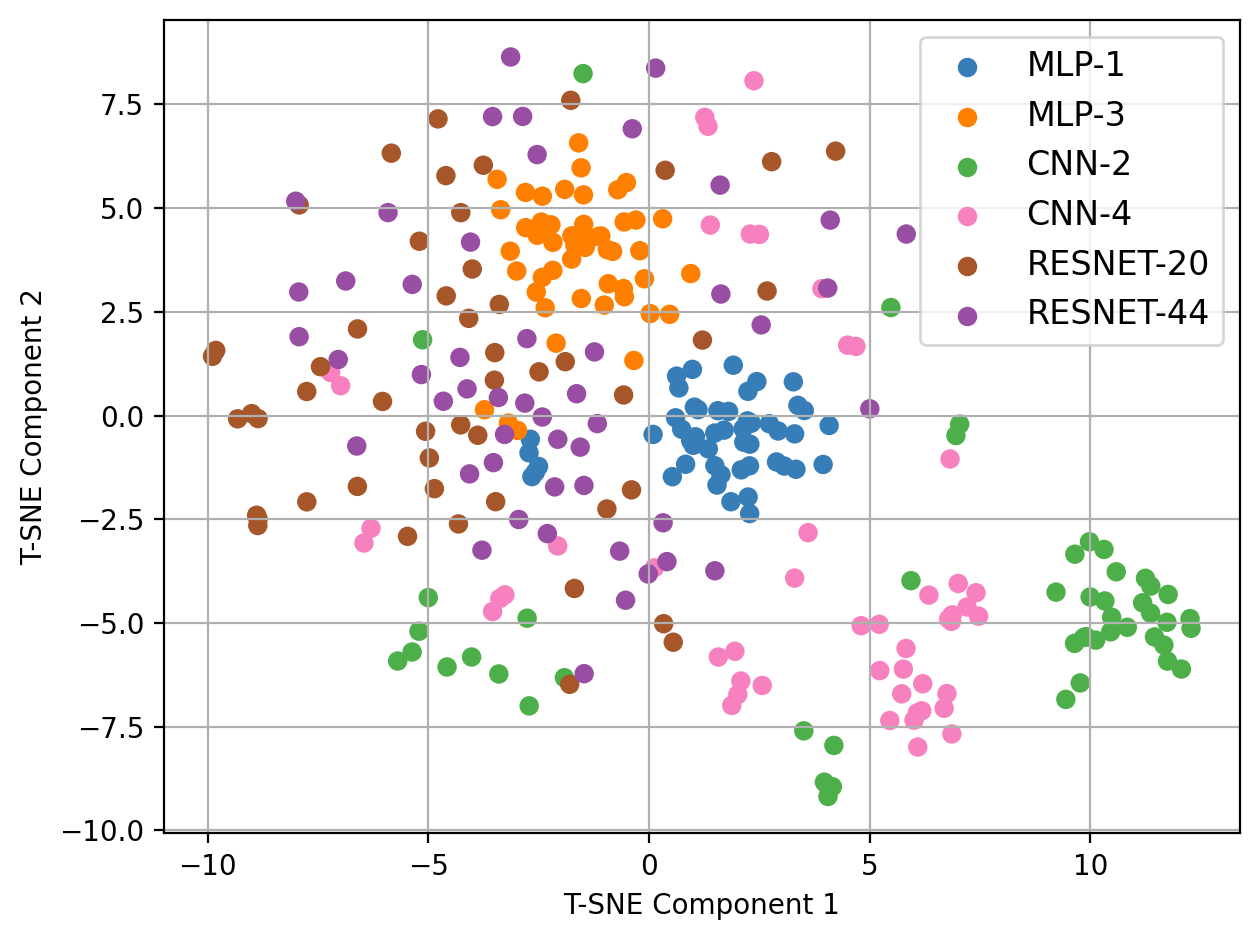 7.5
5.0
2.5
0.0
−2.5
−5.0
−7.5
−10.0
T-SNE Component 2
−10
−5
0
5
10
T-SNE Component 1
MLP-1
MLP-3
CNN-2
CNN-4
RESNET-20
RESNET-44